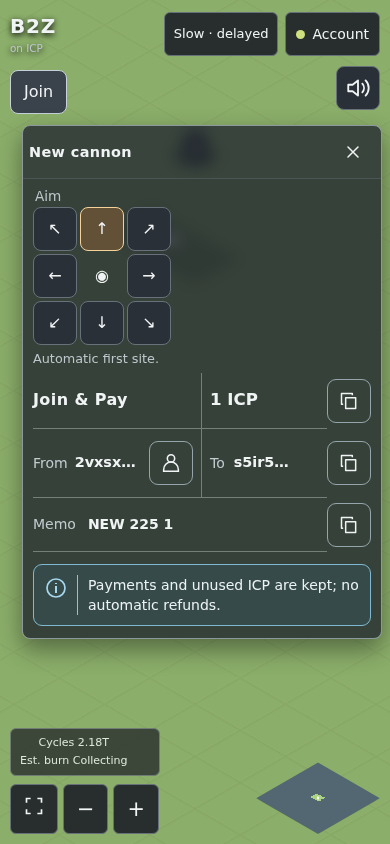 B2Z
on ICP
Slow · delayed
Account
Join
New cannon
Aim
↖ ↑ ↗
← ◉ →
↙ ↓ ↘
Automatic first site.
Join & Pay
1 ICP
From 2vxsx...
To s5ir5...
Memo NEW 225 1
Payments and unused ICP are kept; no
automatic refunds.
Cycles 2.18T
Est. burn Collecting
− +